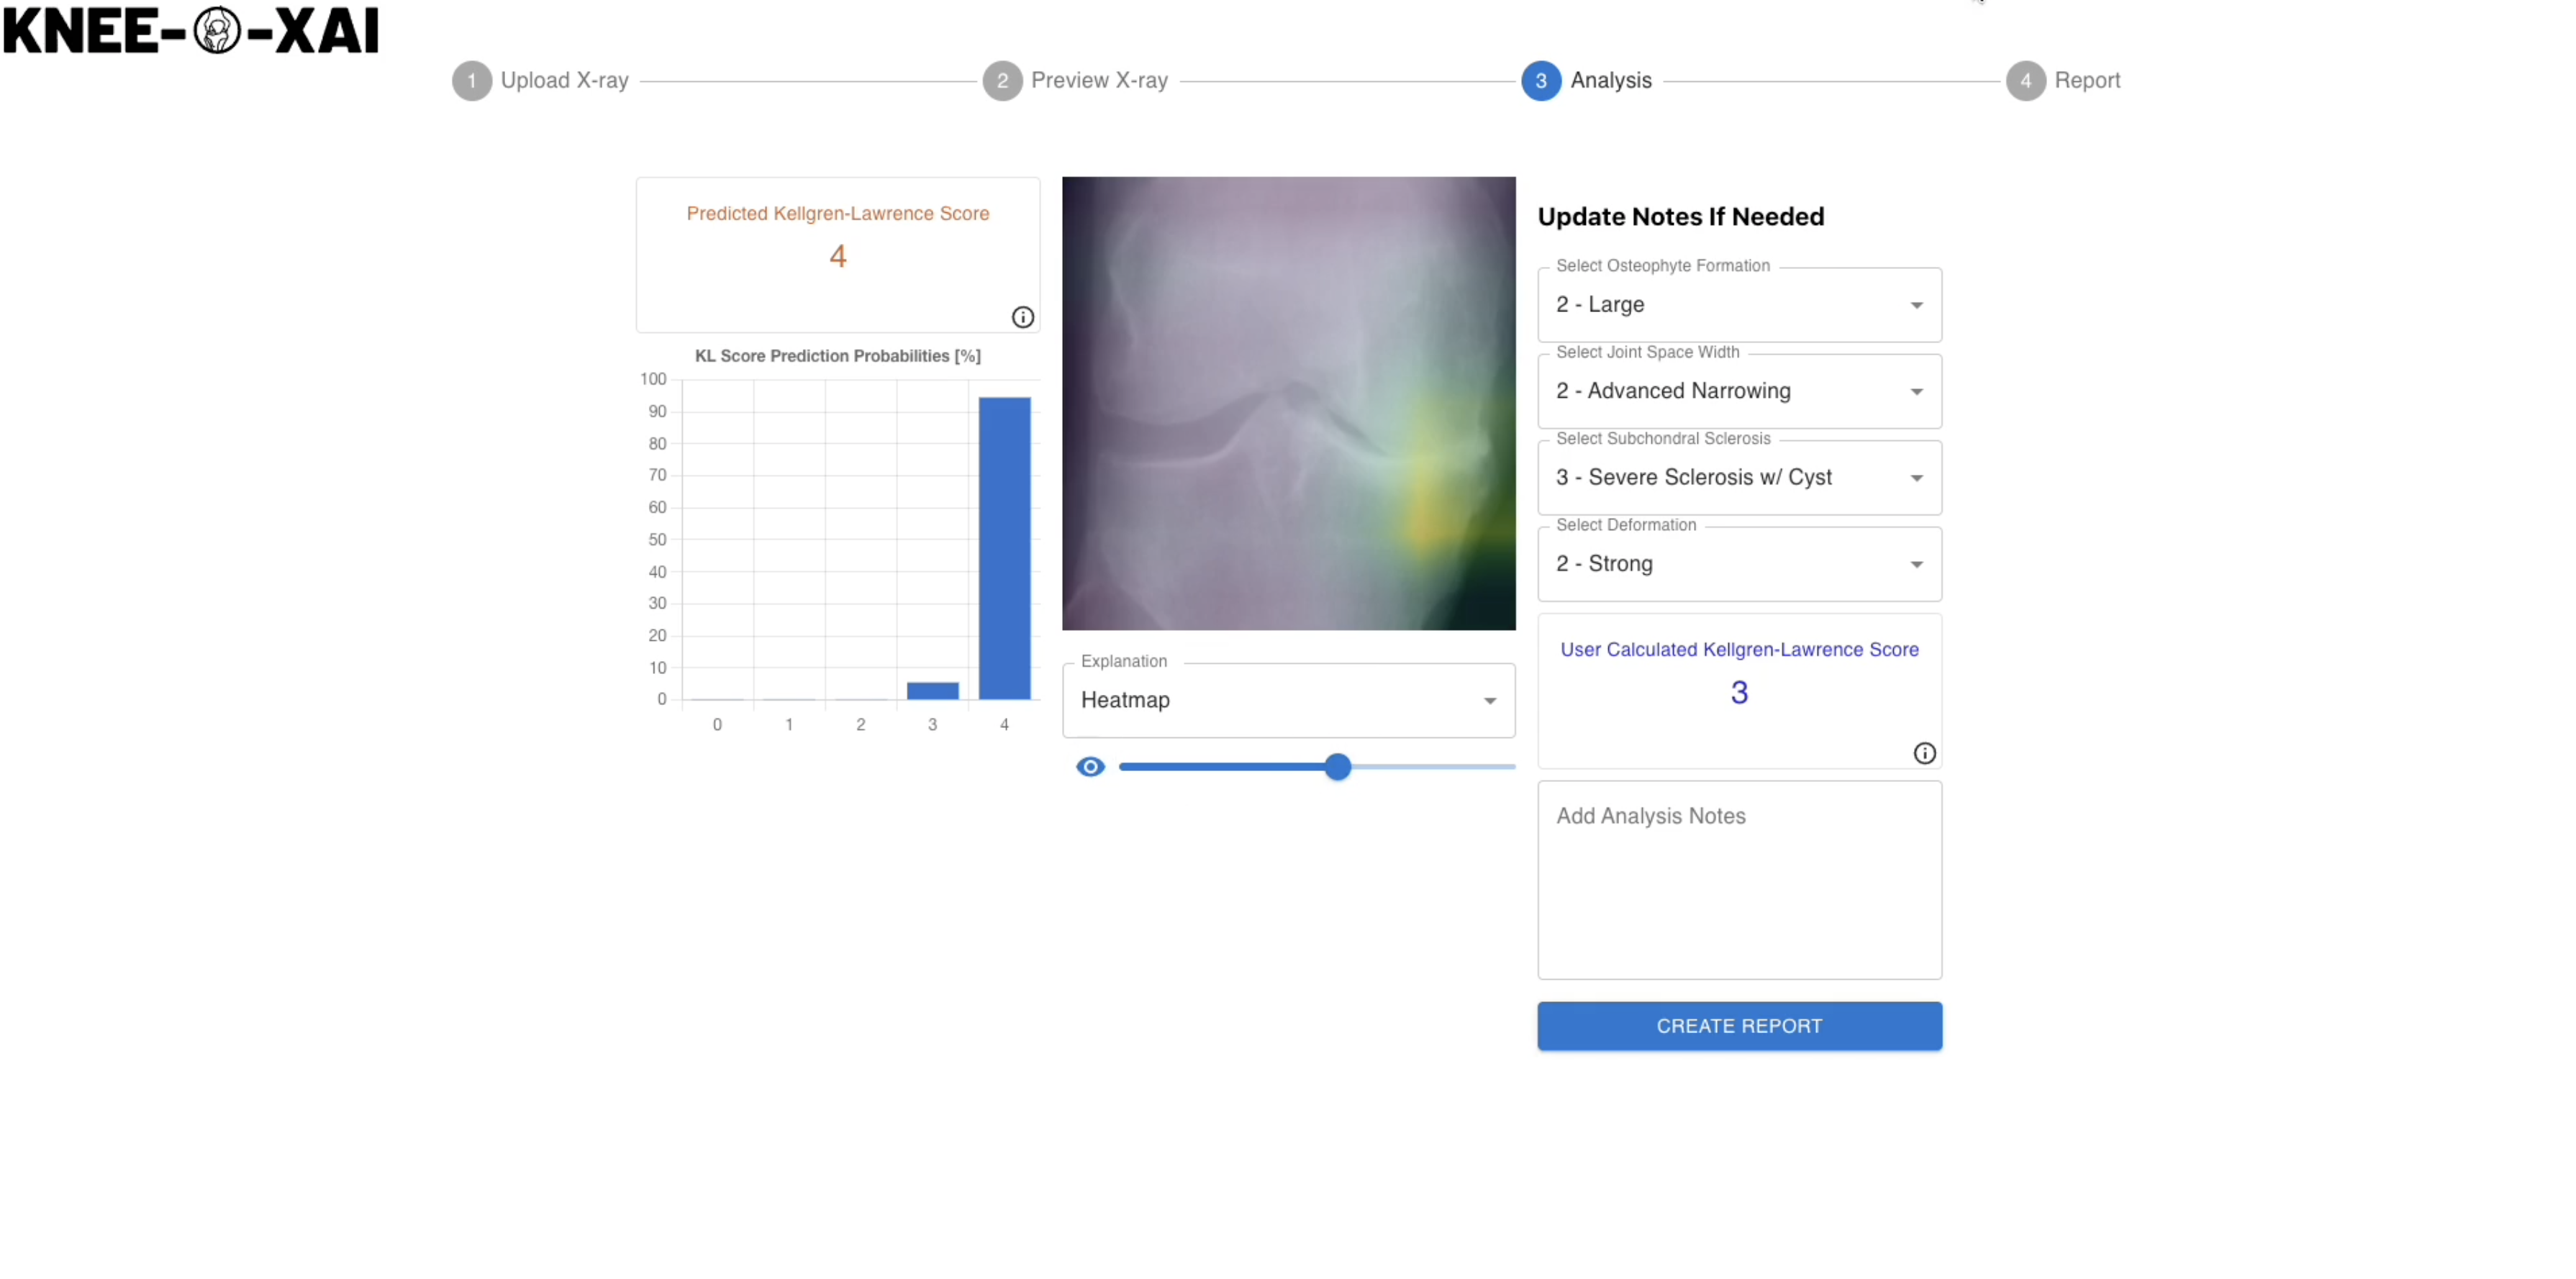 KNEE-O-XAI
1 Upload X-ray
2 Preview X-ray
3 Analysis
4 Report
Predicted Kellgren-Lawrence Score
4
KL Score Prediction Probabilities [%]
100
90
80
70
60
50
40
30
20
10
0
0 1 2 3 4
Explanation
Heatmap
Update Notes If Needed
Select Osteophyte Formation
2 - Large
Select Joint Space Width
2 - Advanced Narrowing
Select Subchondral Sclerosis
3 - Severe Sclerosis w/ Cyst
Select Deformation
2 - Strong
User Calculated Kellgren-Lawrence Score
3
Add Analysis Notes
CREATE REPORT